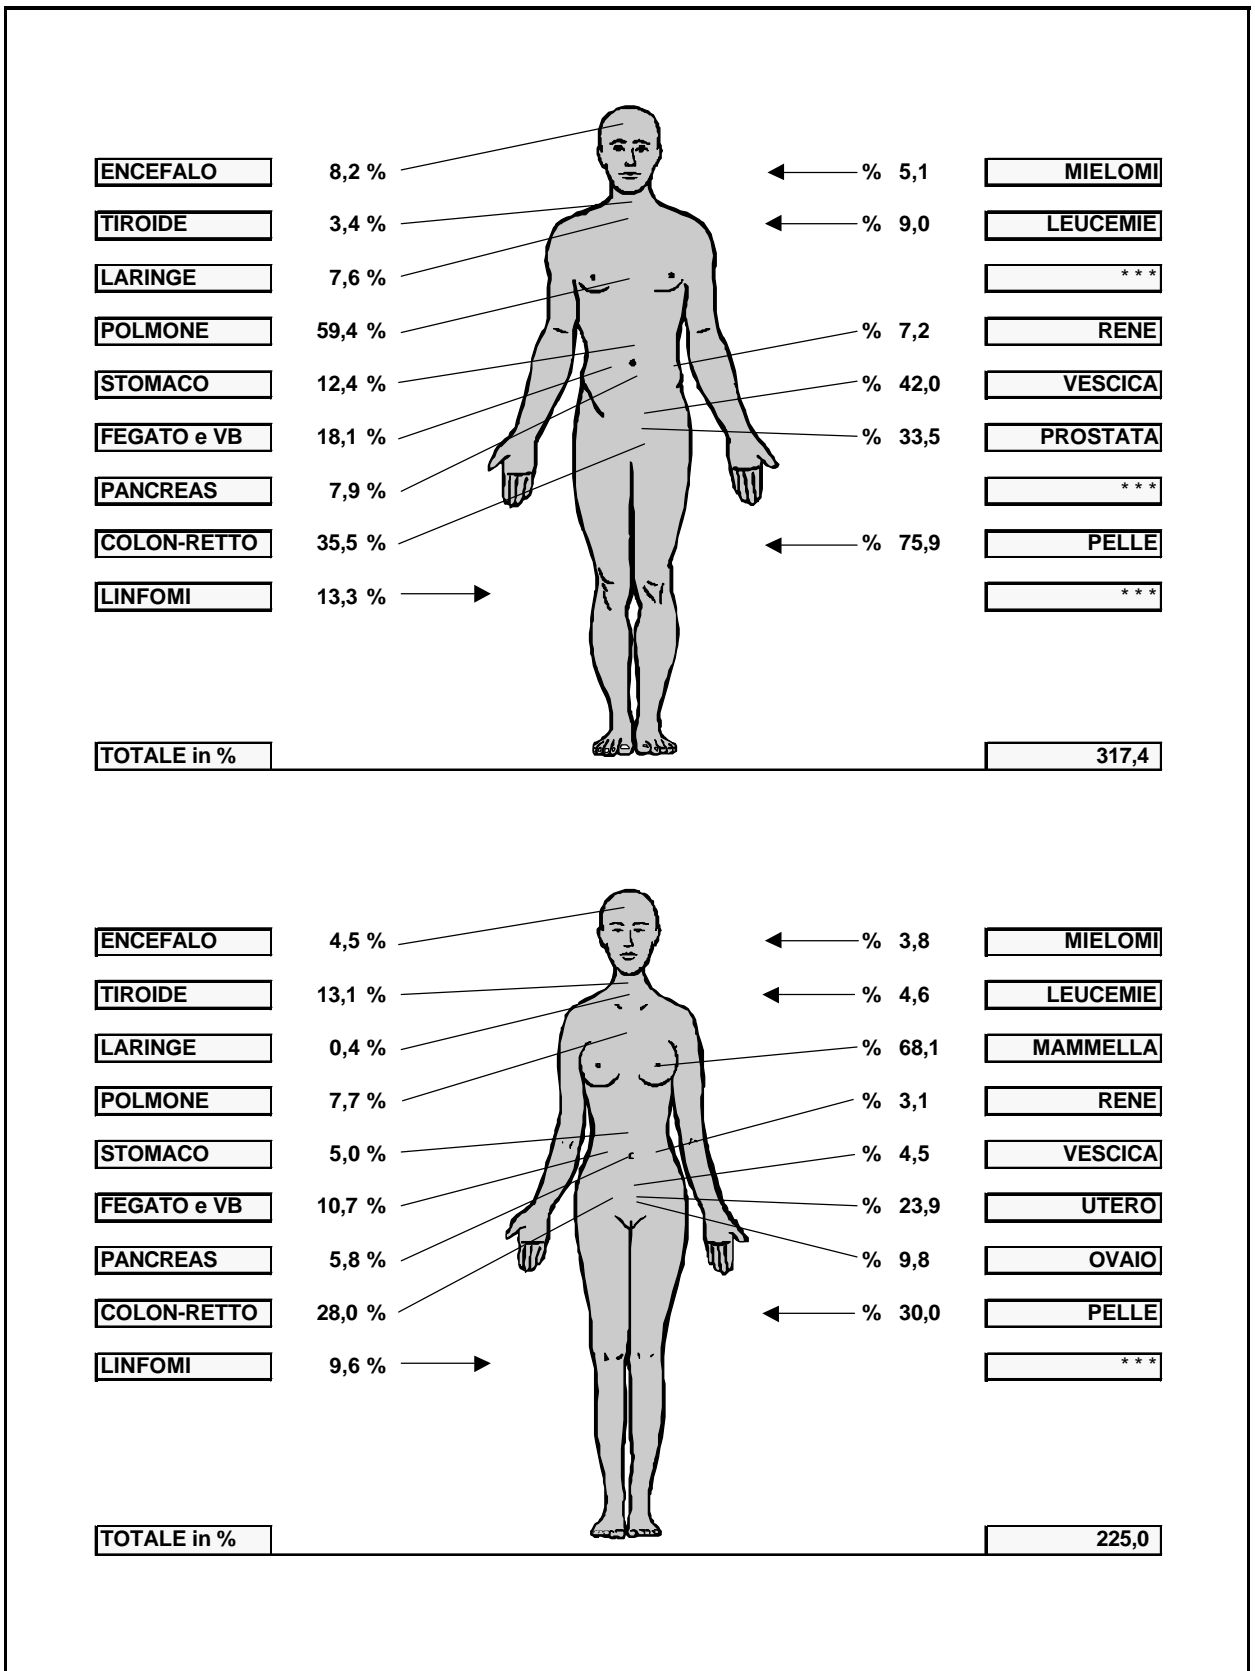 ENCEFALO 8,2 % % 5,1 MIELOMI
TIROIDE 3,4 % % 9,0 LEUCEMIE
LARINGE 7,6 % * * *
POLMONE 59,4 % % 7,2 RENE
STOMACO 12,4 % % 42,0 VESCICA
FEGATO e VB 18,1 % % 33,5 PROSTATA
PANCREAS 7,9 % * * *
COLON-RETTO 35,5 % % 75,9 PELLE
LINFOMI 13,3 % * * *
TOTALE in % 317,4
ENCEFALO 4,5 % % 3,8 MIELOMI
TIROIDE 13,1 % % 4,6 LEUCEMIE
LARINGE 0,4 % % 68,1 MAMMELLA
POLMONE 7,7 % % 3,1 RENE
STOMACO 5,0 % % 4,5 VESCICA
FEGATO e VB 10,7 % % 23,9 UTERO
PANCREAS 5,8 % % 9,8 OVAIO
COLON-RETTO 28,0 % % 30,0 PELLE
LINFOMI 9,6 % * * *
TOTALE in % 225,0